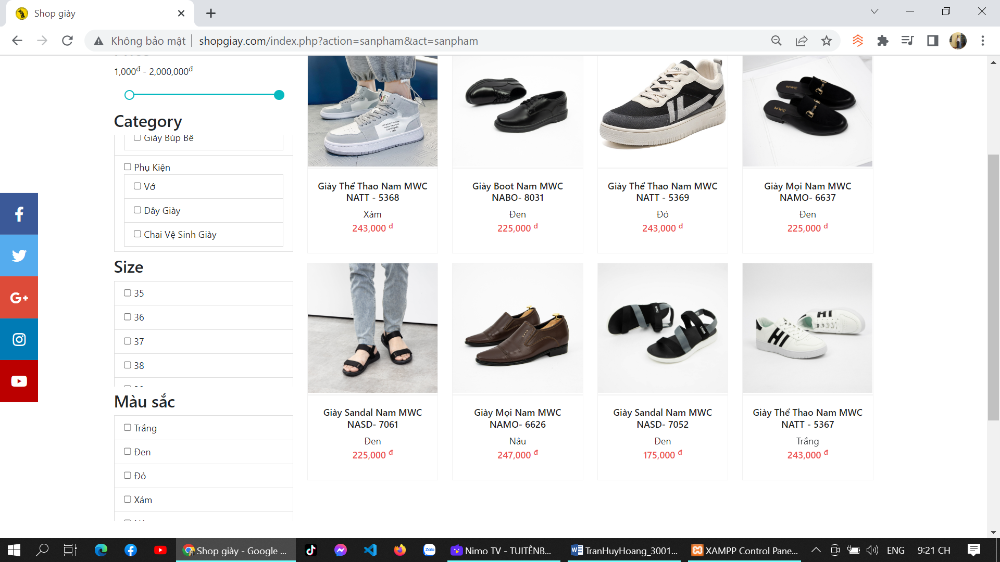 Shop giày
Không bảo mật
shopgiay.com/index.php?action=sanpham&act=sanpham
1,000đ - 2,000,000đ
Category
Giày Búp Bê
Phụ Kiện
Vớ
Dây Giày
Chai Vệ Sinh Giày
Size
35
36
37
38
Màu sắc
Trắng
Đen
Đỏ
Xám
MWC
MWC
Giày Thể Thao Nam MWC
NATT - 5368
Xám
243,000 đ
Giày Boot Nam MWC
NABO- 8031
Đen
225,000 đ
Giày Thể Thao Nam MWC
NATT - 5369
Đỏ
243,000 đ
Giày Mọi Nam MWC
NAMO- 6637
Đen
225,000 đ
MWC
MWC
Giày Sandal Nam MWC
NASD- 7061
Đen
225,000 đ
Giày Mọi Nam MWC
NAMO- 6626
Nâu
247,000 đ
Giày Sandal Nam MWC
NASD- 7052
Đen
175,000 đ
Giày Thể Thao Nam MWC
NATT - 5367
Trắng
243,000 đ
Shop giày - Google ...
Zalo
Nimo TV - TUITÊNB...
TranHuyHoang_3001...
XAMPP Control Pane...
ENG
9:21 CH